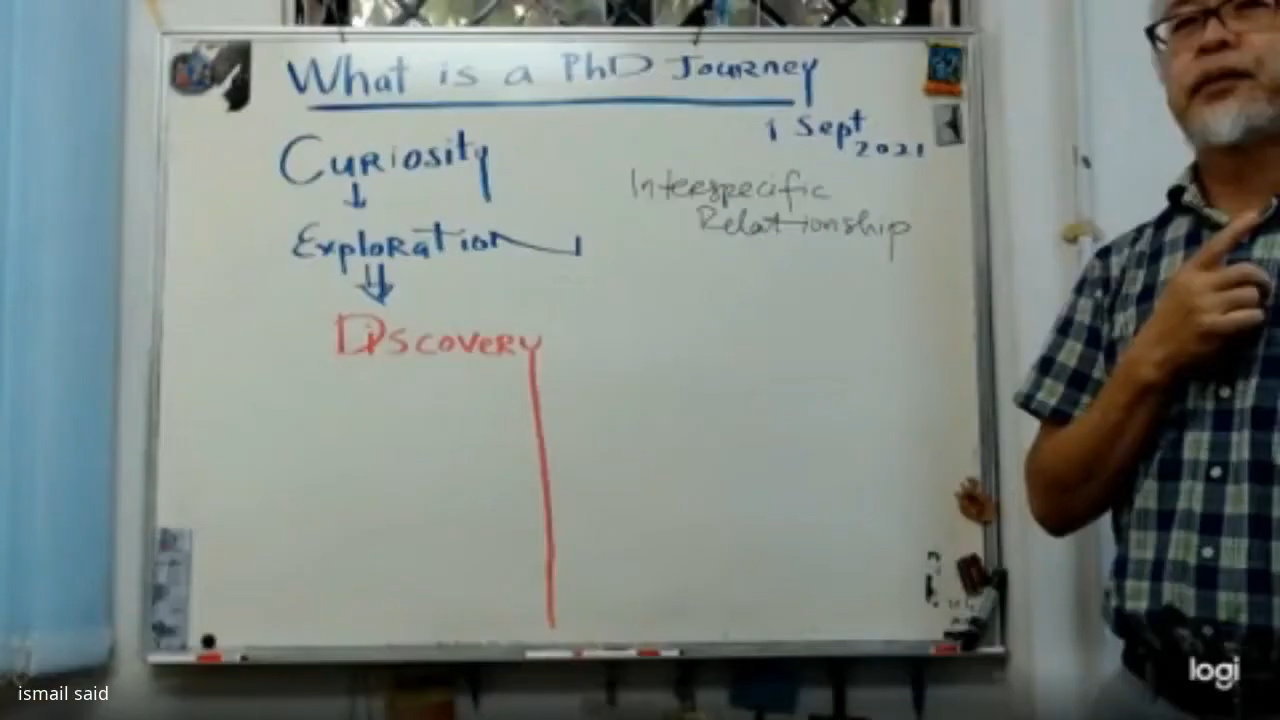 What is a PhD Journey
1 Sept
2021
Curiosity
Interspecific
Relationship
Exploration
Discovery
logi
ismail said